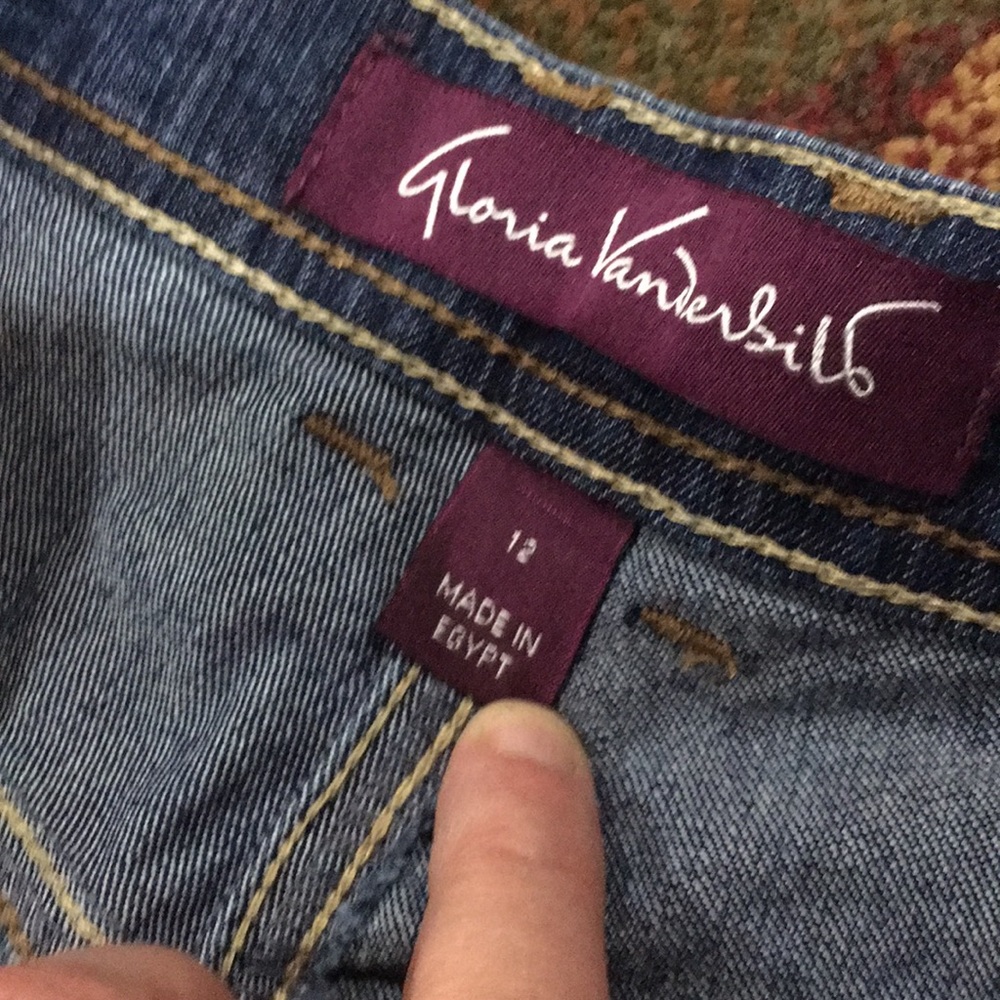 Gloria Vanderbilt
12
MADE IN
EGYPT